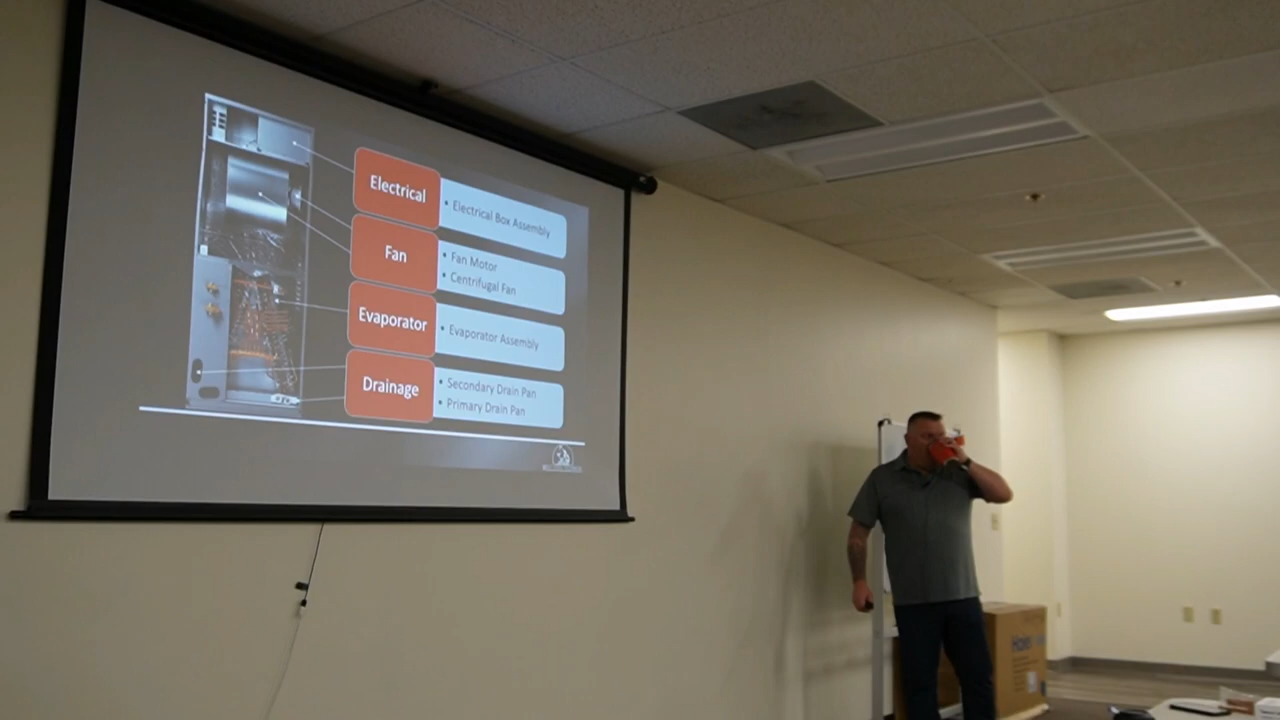 Electrical
• Electrical Box Assembly
Fan
• Fan Motor
• Centrifugal Fan
Evaporator
• Evaporator Assembly
Drainage
• Secondary Drain Pan
• Primary Drain Pan